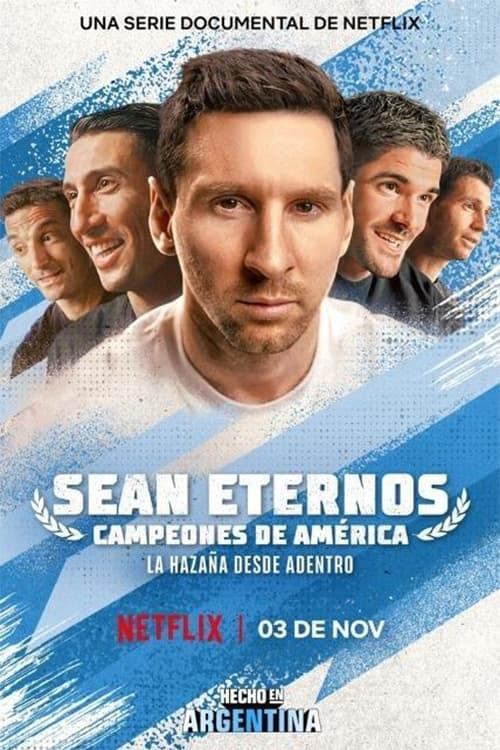 UNA SERIE DOCUMENTAL DE NETFLIX
SEAN ETERNOS
CAMPEONES DE AMÉRICA
LA HAZAÑA DESDE ADENTRO
NETFLIX | 03 DE NOV
HECHO EN
ARGENTINA